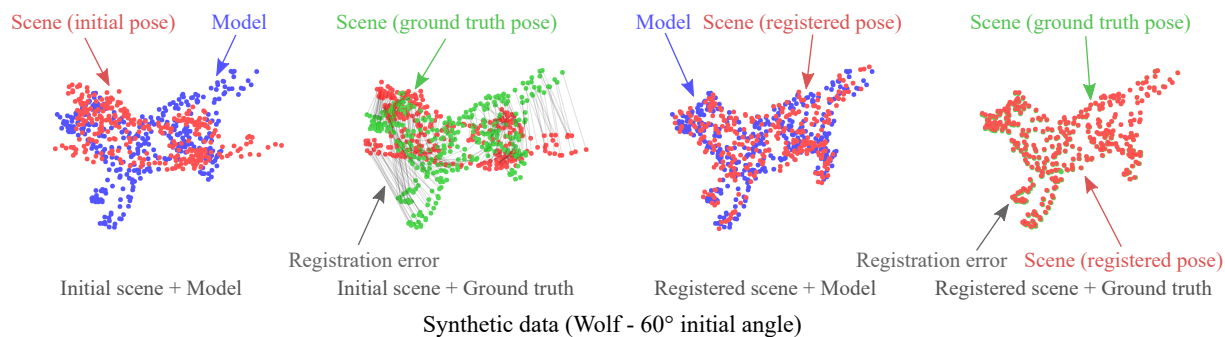 Scene (initial pose)
Model
Initial scene + Model
Scene (ground truth pose)
Registration error
Initial scene + Ground truth
Model
Scene (registered pose)
Registered scene + Model
Scene (ground truth pose)
Registration error
Scene (registered pose)
Registered scene + Ground truth
Synthetic data (Wolf - 60° initial angle)